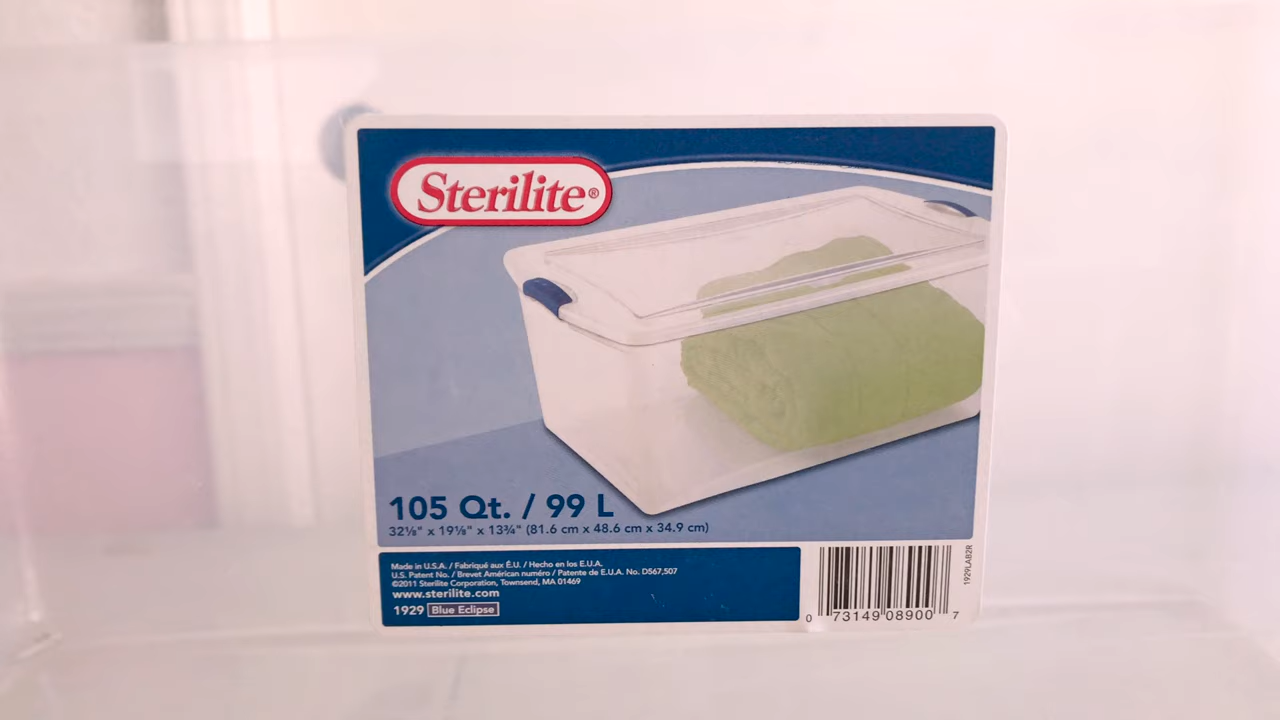 Sterilite®
105 Qt. / 99 L
32⅛" x 19⅛" x 13¾" (81.6 cm x 48.6 cm x 34.9 cm)
Made in U.S.A. / Fabriqué aux É.U. / Hecho en los E.U.A.
U.S. Patent No. / Brevet Américan numéro / Patente de E.U.A. No. D567,507
©2011 Sterilite Corporation, Townsend, MA 01469
www.sterilite.com
1929 Blue Eclipse
0 73149 08900 7
1929LAB2R